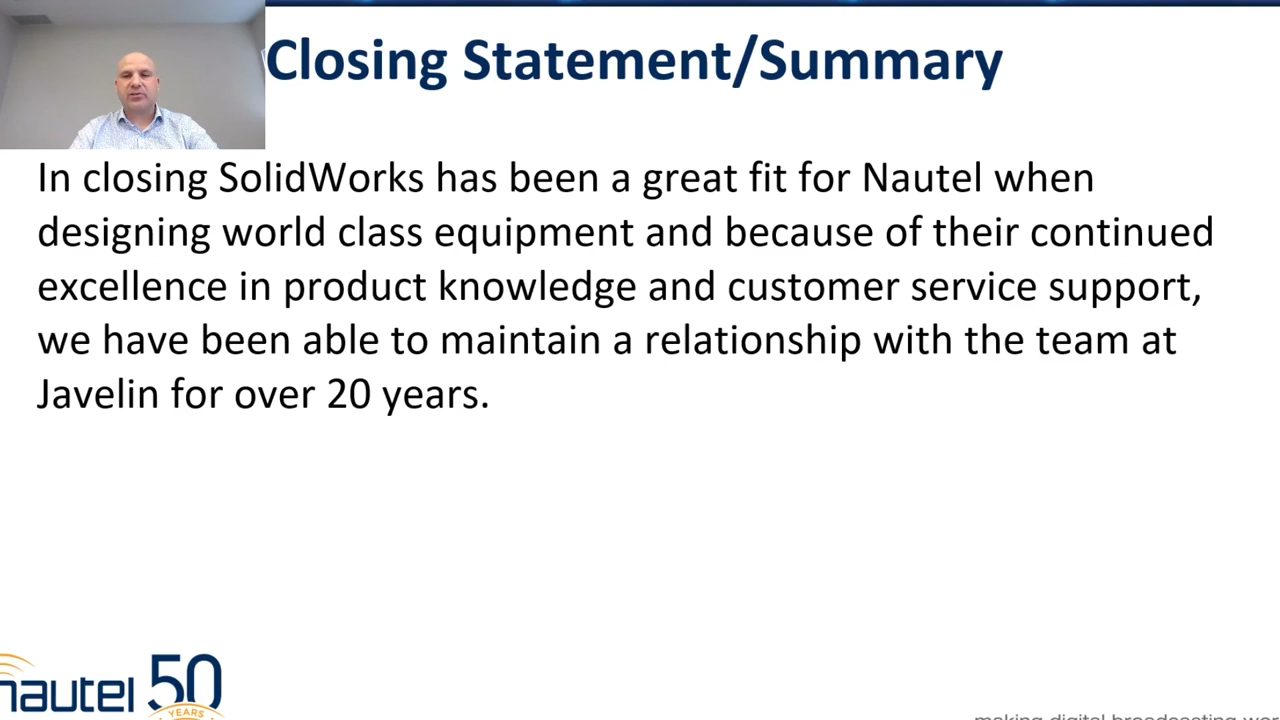 Closing Statement/Summary
In closing SolidWorks has been a great fit for Nautel when
designing world class equipment and because of their continued
excellence in product knowledge and customer service support,
we have been able to maintain a relationship with the team at
Javelin for over 20 years.
nautel 50
YEARS
making digital broadcasting